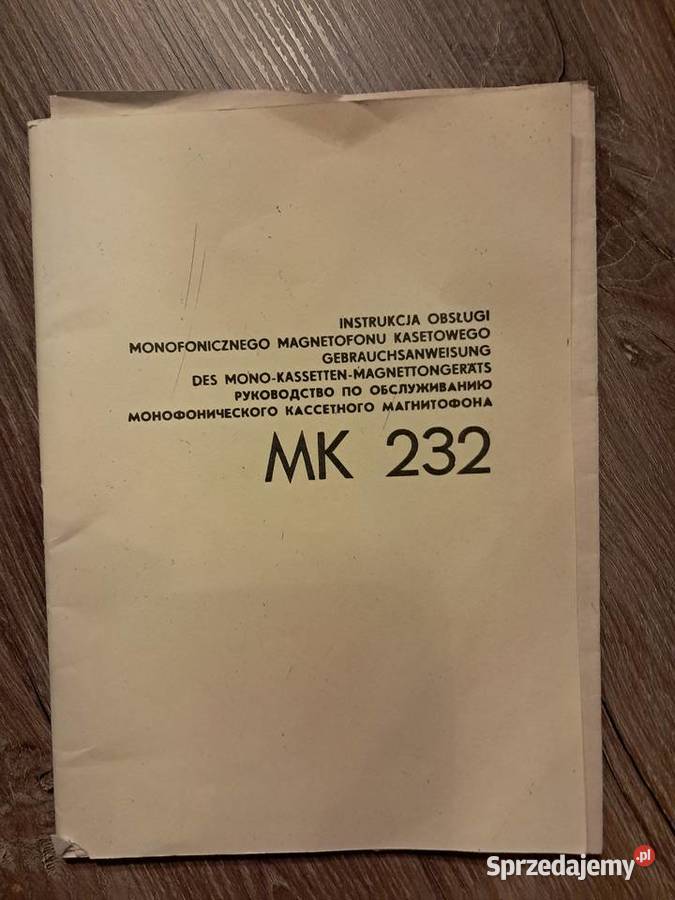 INSTRUKCJA OBSŁUGI
MONOFONICZNEGO MAGNETOFONU KASETOWEGO
GEBRAUCHSANWEISUNG
DES MONO-KASSETTEN-MAGNETTONGERÄTS
РУКОВОДСТВО ПО ОБСЛУЖИВАНИЮ
МОНОФОНИЧЕСКОГО КАССЕТНОГО МАГНИТОФОНА
MK 232
Sprzedajemy.pl